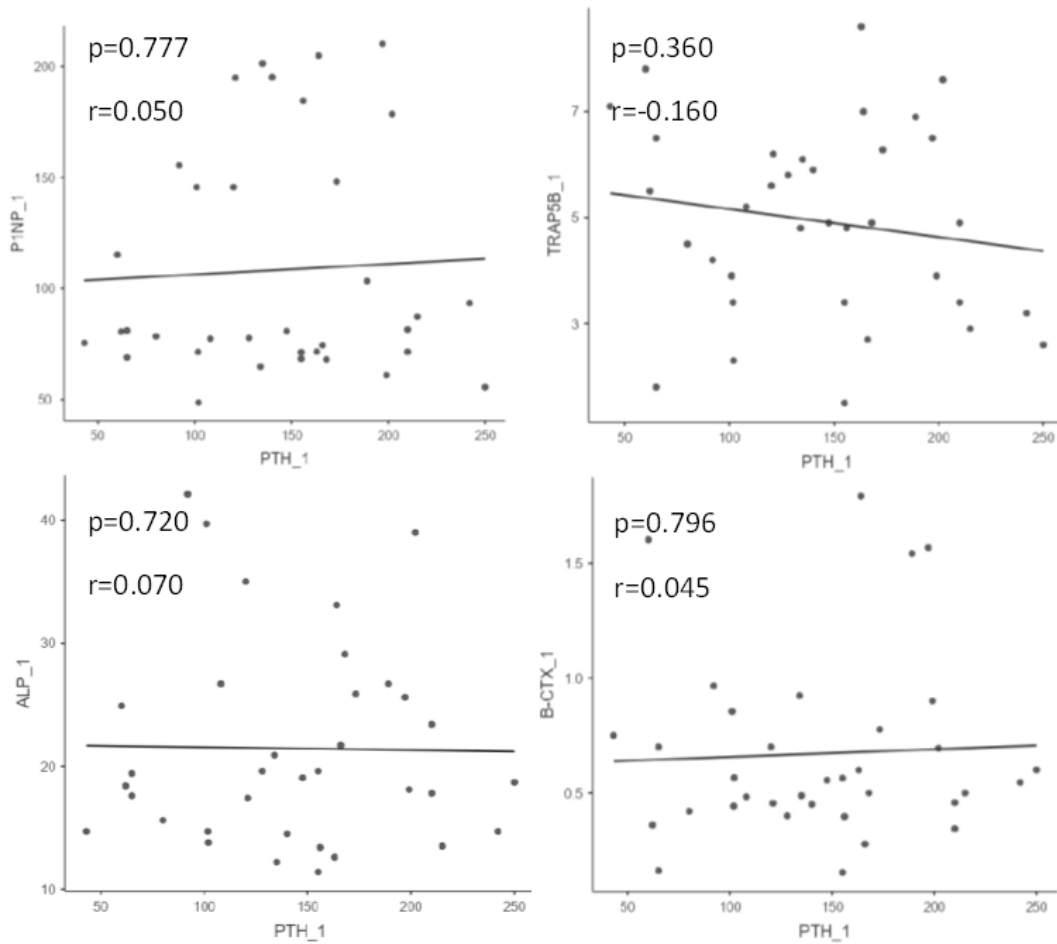 p=0.777
r=0.050
200
150
100
50
P1NP_1
50 100 150 200 250
PTH_1
p=0.360
r=-0.160
7
5
3
TRAP5B_1
50 100 150 200 250
PTH_1
p=0.720
r=0.070
40
30
20
10
ALP_1
50 100 150 200 250
PTH_1
p=0.796
r=0.045
1.5
1.0
0.5
B-CTX_1
50 100 150 200 250
PTH_1